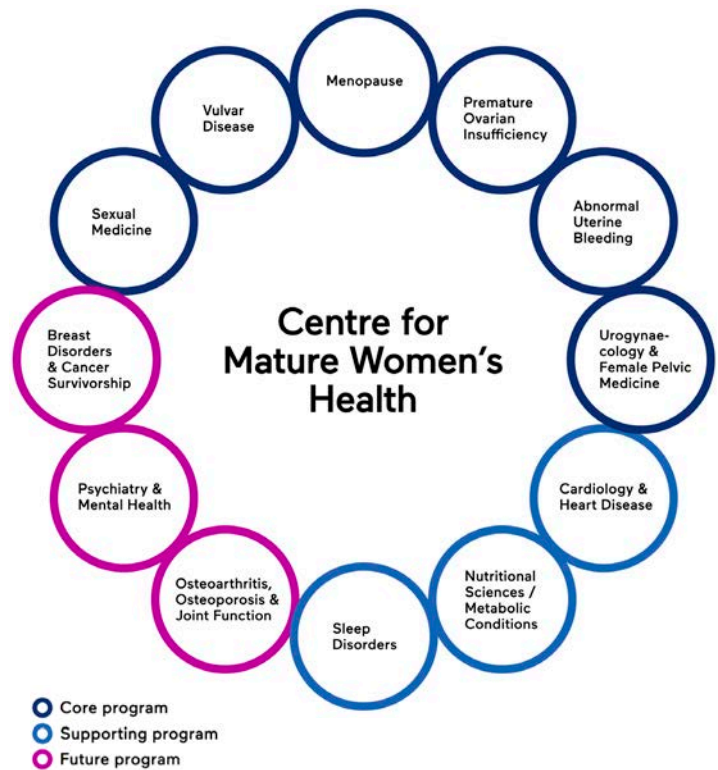 Menopause
Premature
Ovarian
Insufficiency
Abnormal
Uterine
Bleeding
Urogynae-
cology &
Female Pelvic
Medicine
Cardiology &
Heart Disease
Nutritional
Sciences /
Metabolic
Conditions
Sleep
Disorders
Osteoarthritis,
Osteoporosis &
Joint Function
Psychiatry &
Mental Health
Breast
Disorders
& Cancer
Survivorship
Sexual
Medicine
Vulvar
Disease
Centre for
Mature Women's
Health
Core program
Supporting program
Future program